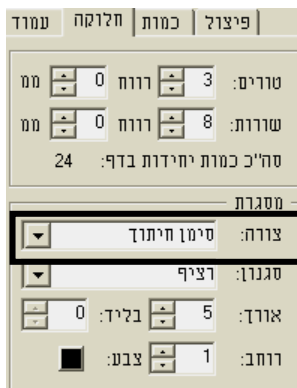 עמוד חלוקה כמות פיצול
טורים: 3 רווח 0 ממ
שורות: 8 רווח 0 ממ
סה"כ כמות יחידות בדף: 24
מסגרת
צורה: סימן חיתוך
סגנון: רציף
אורך: 5 בליד: 0
רוחב: 1 צבע: